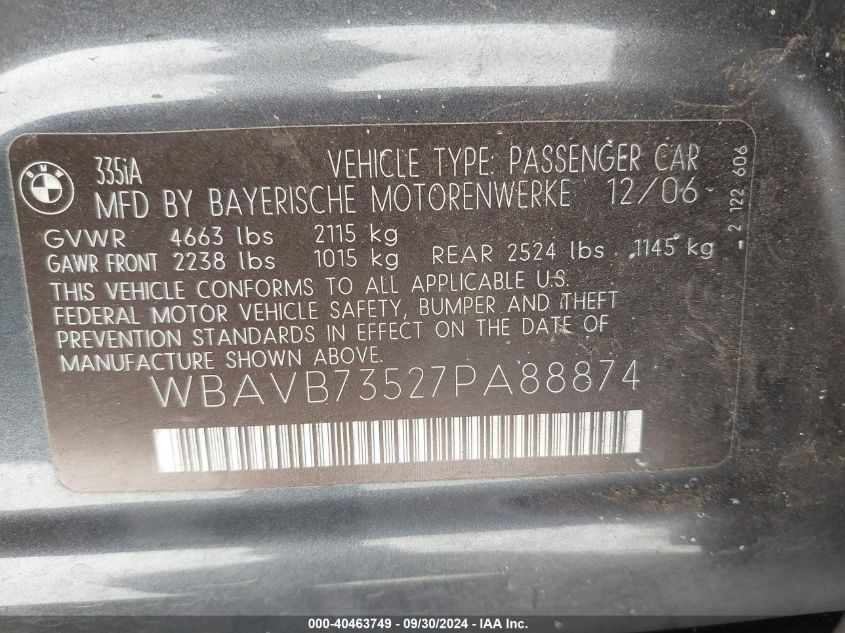 BMW
335iA VEHICLE TYPE: PASSENGER CAR
MFD BY BAYERISCHE MOTORENWERKE 12/06
GVWR 4663 lbs 2115 kg
GAWR FRONT 2238 lbs 1015 kg REAR 2524 lbs 1145 kg
THIS VEHICLE CONFORMS TO ALL APPLICABLE U.S.
FEDERAL MOTOR VEHICLE SAFETY, BUMPER AND THEFT
PREVENTION STANDARDS IN EFFECT ON THE DATE OF
MANUFACTURE SHOWN ABOVE.
WBAVB73527PA88874
2 122 606
000-40463749 - 09/30/2024 - IAA Inc.